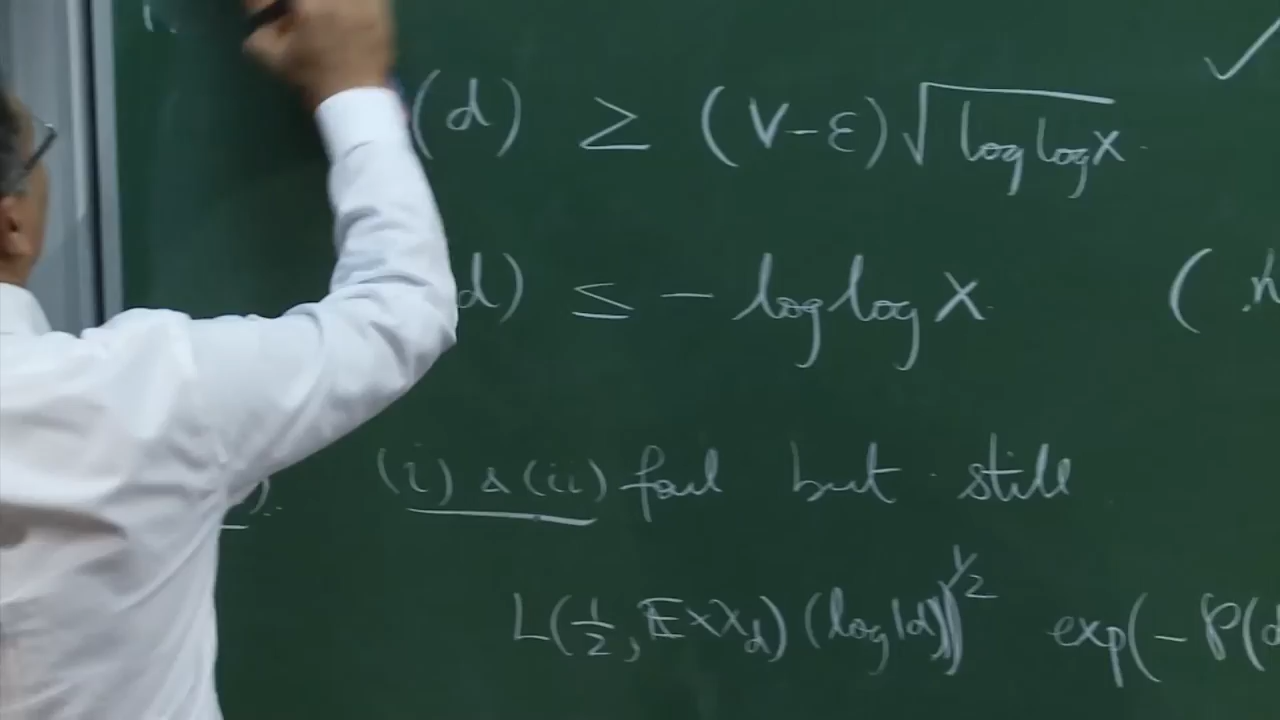 (d) ≥ (V-ε)√(log log X)
d) ≤ - log log X (
(i) & (ii) fail but still
L(1/2, E×χ_d) (log|d|)^{1/2} exp(- P(d